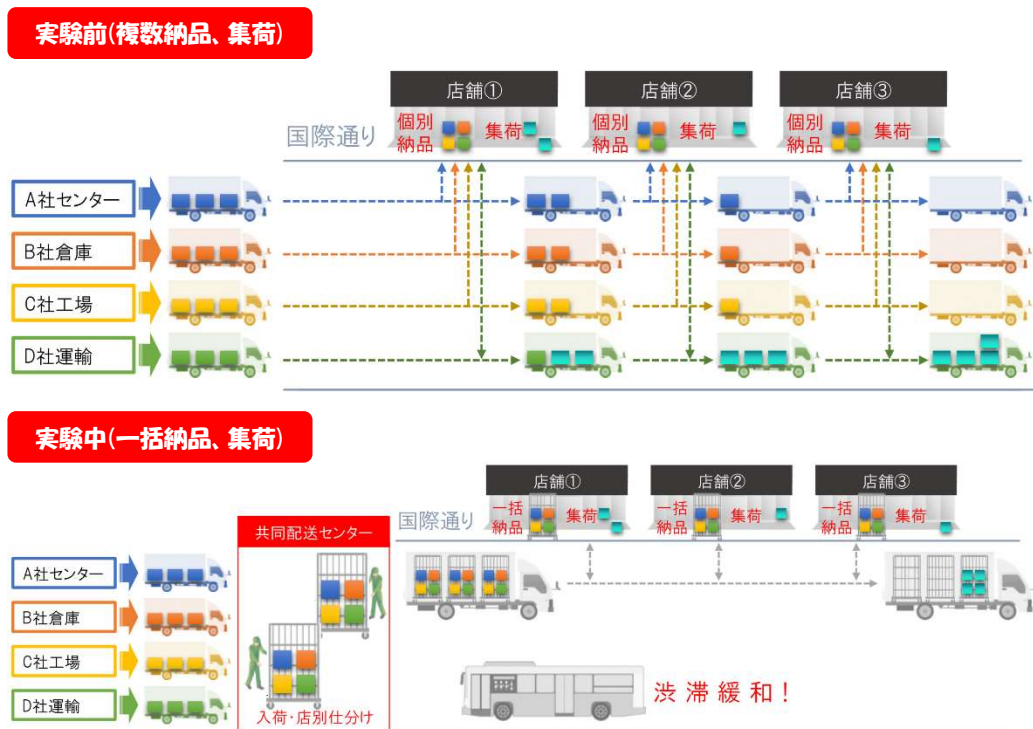 実験前(複数納品、集荷)
店舗①
店舗②
店舗③
国際通り
個別
納品
集荷
個別
納品
集荷
個別
納品
集荷
A社センター
B社倉庫
C社工場
D社運輸
実験中(一括納品、集荷)
店舗①
店舗②
店舗③
国際通り
一括
納品
集荷
一括
納品
集荷
一括
納品
集荷
共同配送センター
A社センター
B社倉庫
C社工場
D社運輸
入荷・店別仕分け
渋滞緩和!